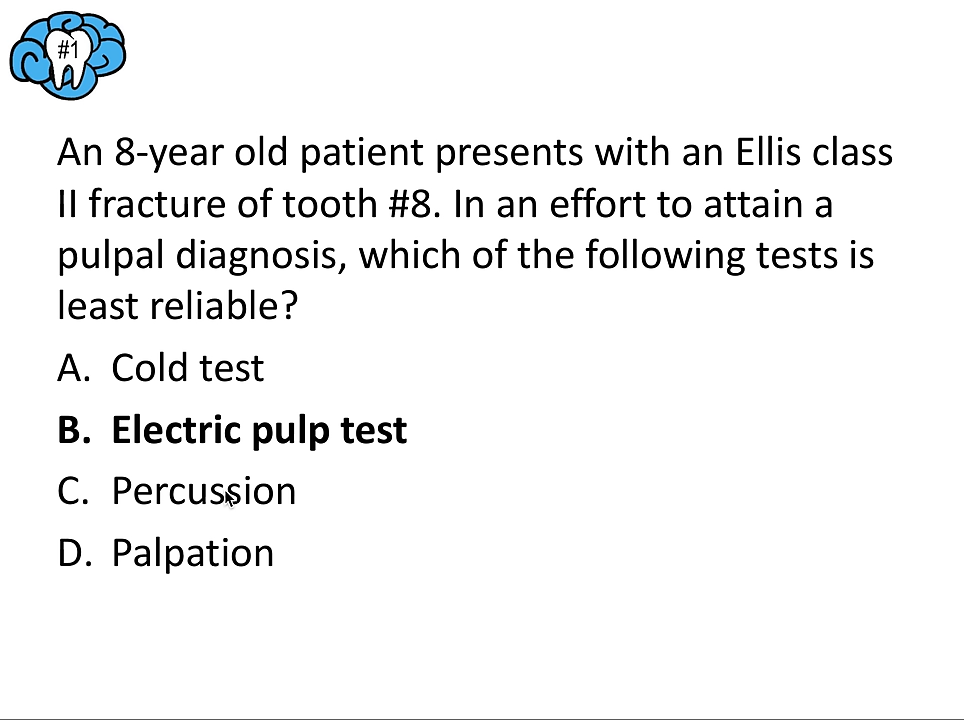 #1
An 8-year old patient presents with an Ellis class
II fracture of tooth #8. In an effort to attain a
pulpal diagnosis, which of the following tests is
least reliable?
A. Cold test
B. Electric pulp test
C. Percussion
D. Palpation